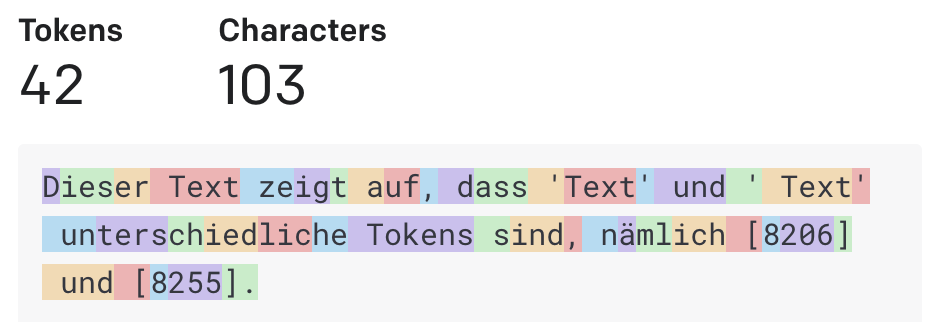 Tokens Characters
42 103
Dieser Text zeigt auf, dass 'Text' und ' Text'
unterschiedliche Tokens sind, nämlich [8206]
und [8255].